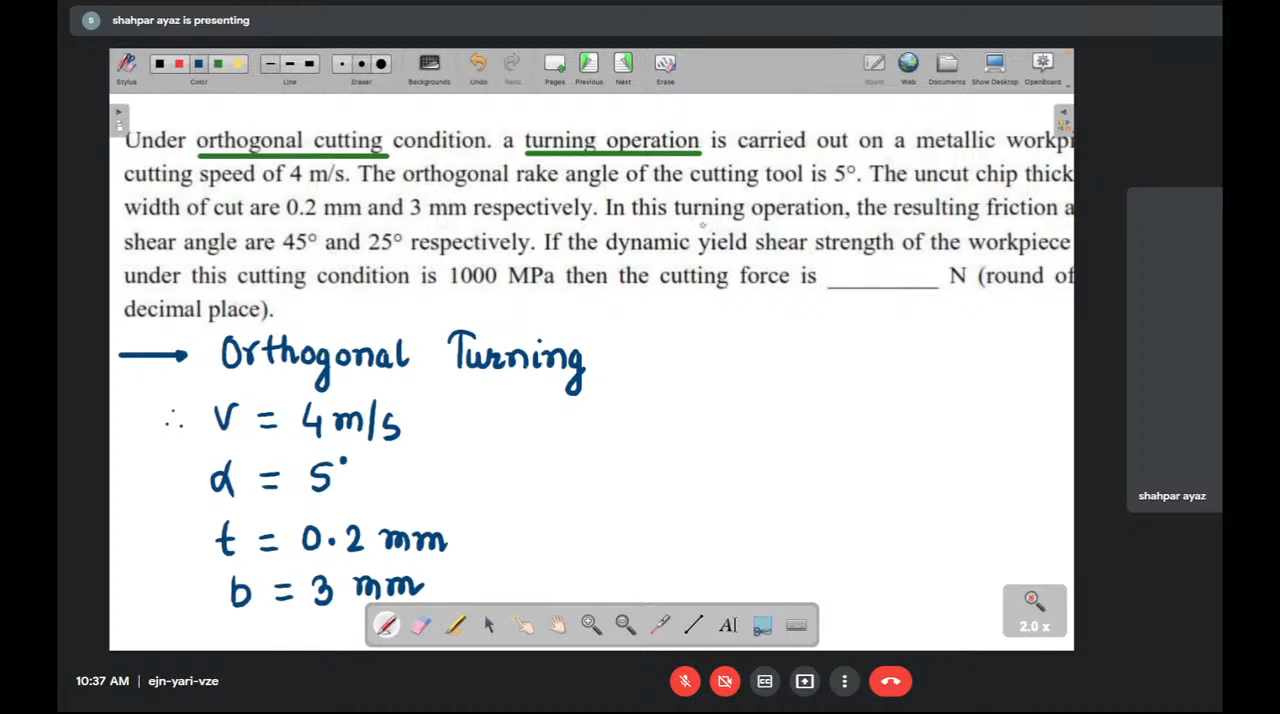 s shahpar ayaz is presenting
Stylus Color Line Eraser Backgrounds Undo Redo Pages Previous Next Erase Board Web Documents Show Desktop OpenBoard
Under orthogonal cutting condition. a turning operation is carried out on a metallic workpi
cutting speed of 4 m/s. The orthogonal rake angle of the cutting tool is 5°. The uncut chip thick
width of cut are 0.2 mm and 3 mm respectively. In this turning operation, the resulting friction a
shear angle are 45° and 25° respectively. If the dynamic yield shear strength of the workpiece
under this cutting condition is 1000 MPa then the cutting force is ________ N (round of
decimal place).
→ Orthogonal Turning
∴ V = 4 m/s
α = 5°
t = 0.2 mm
b = 3 mm
shahpar ayaz
AI
2.0 x
10:37 AM | ejn-yari-vze